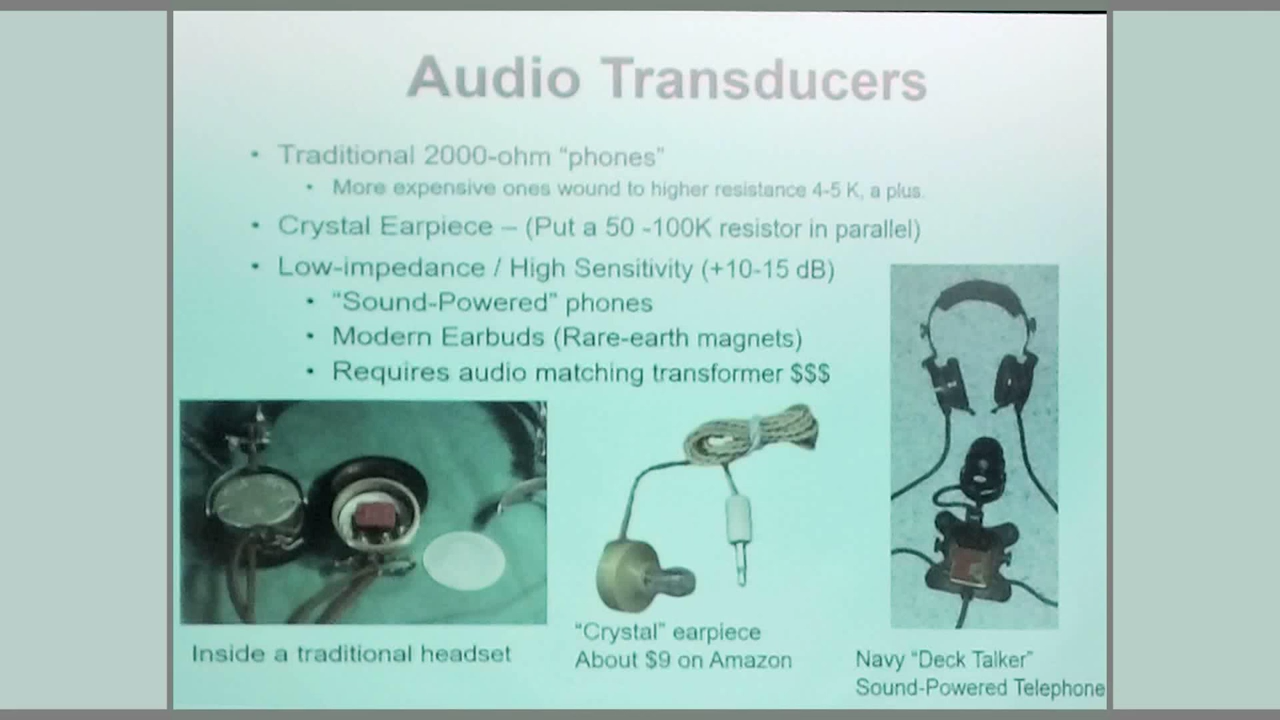 Audio Transducers
• Traditional 2000-ohm “phones”
• More expensive ones wound to higher resistance 4-5 K, a plus.
• Crystal Earpiece – (Put a 50 -100K resistor in parallel)
• Low-impedance / High Sensitivity (+10-15 dB)
• “Sound-Powered” phones
• Modern Earbuds (Rare-earth magnets)
• Requires audio matching transformer $$$
Inside a traditional headset
“Crystal” earpiece
About $9 on Amazon
Navy “Deck Talker”
Sound-Powered Telephone